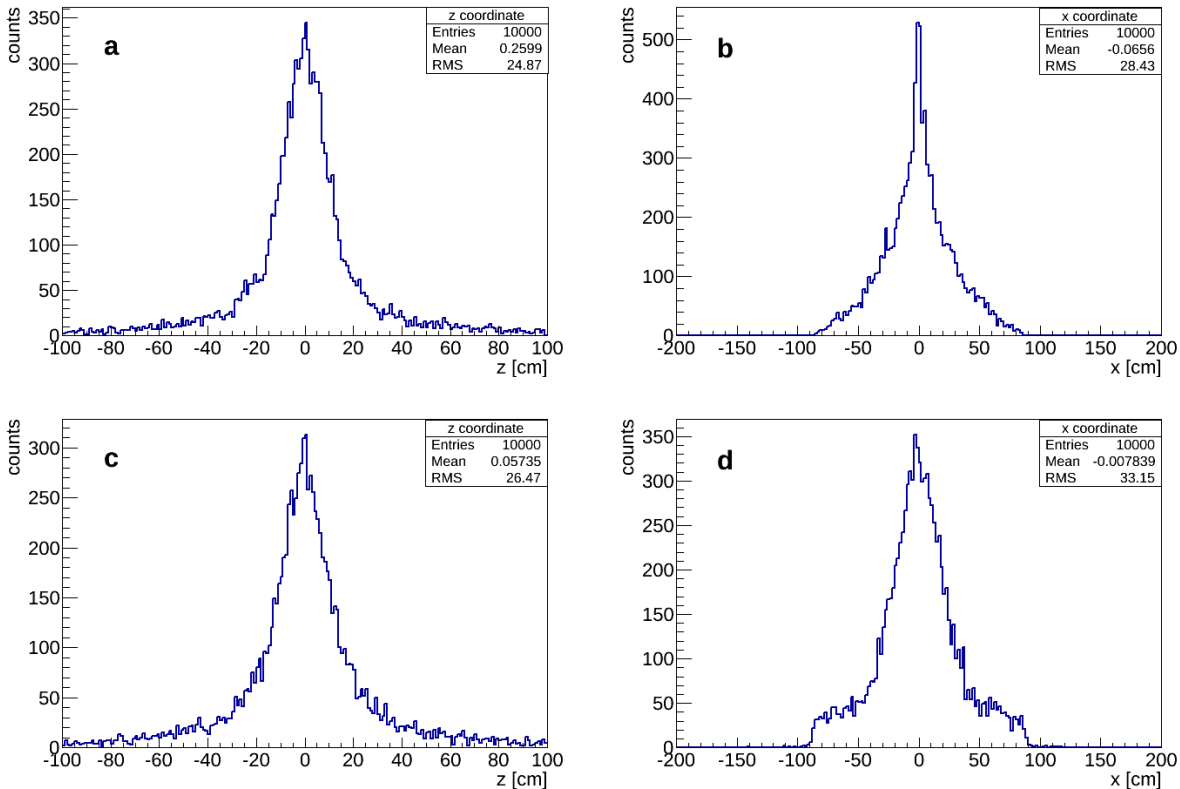 a
counts
z coordinate
Entries 10000
Mean 0.2599
RMS 24.87
350
300
250
200
150
100
50
0
-100 -80 -60 -40 -20 0 20 40 60 80 100
z [cm]
b
counts
x coordinate
Entries 10000
Mean -0.0656
RMS 28.43
500
400
300
200
100
0
-200 -150 -100 -50 0 50 100 150 200
x [cm]
c
counts
z coordinate
Entries 10000
Mean 0.05735
RMS 26.47
300
250
200
150
100
50
0
-100 -80 -60 -40 -20 0 20 40 60 80 100
z [cm]
d
counts
x coordinate
Entries 10000
Mean -0.007839
RMS 33.15
350
300
250
200
150
100
50
0
-200 -150 -100 -50 0 50 100 150 200
x [cm]